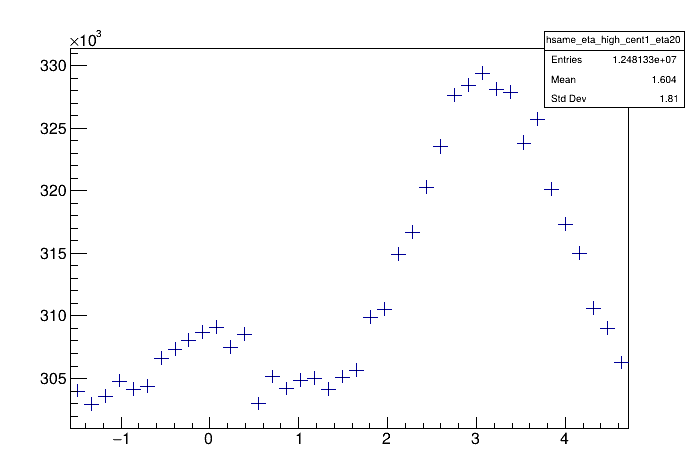 ×10³
hsame_eta_high_cent1_eta20
Entries 1.248133e+07
Mean 1.604
Std Dev 1.81
330
325
320
315
310
305
−1 0 1 2 3 4